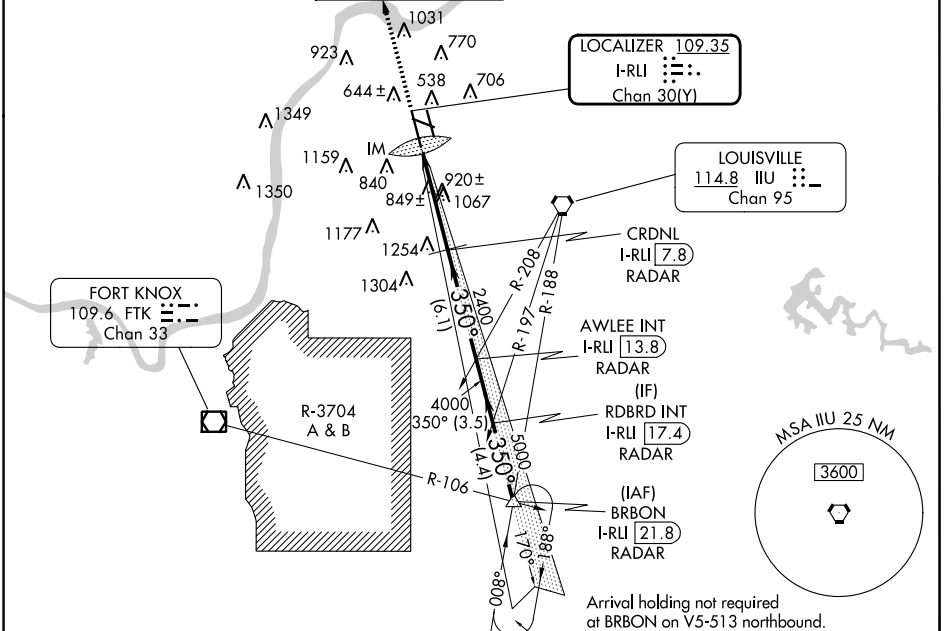 1031
923
770
LOCALIZER 109.35
I-RLI
Chan 30(Y)
644 ±
538
706
1349
IM
1159
840
1350
849±
920±
1067
LOUISVILLE
114.8 IIU
Chan 95
1177
1254
1304
CRDNL
I-RLI 7.8
RADAR
R-208
R-197
R-188
2400
350°
(6.1)
FORT KNOX
109.6 FTK
Chan 33
AWLEE INT
I-RLI 13.8
RADAR
R-3704
A & B
4000
350° (3.5)
(IF)
RDBRD INT
I-RLI 17.4
RADAR
5000
350°
(4.4)
R-106
MSA IIU 25 NM
3600
(IAF)
BRBON
I-RLI 21.8
RADAR
170°
188°
008°
Arrival holding not required
at BRBON on V5-513 northbound.